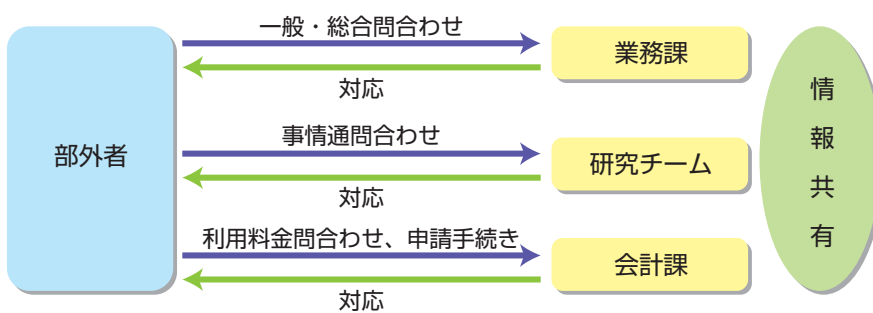 一般・総合問合わせ
業務課
対応
部外者
事情通問合わせ
研究チーム
対応
利用料金問合わせ、申請手続き
会計課
対応
情報共有